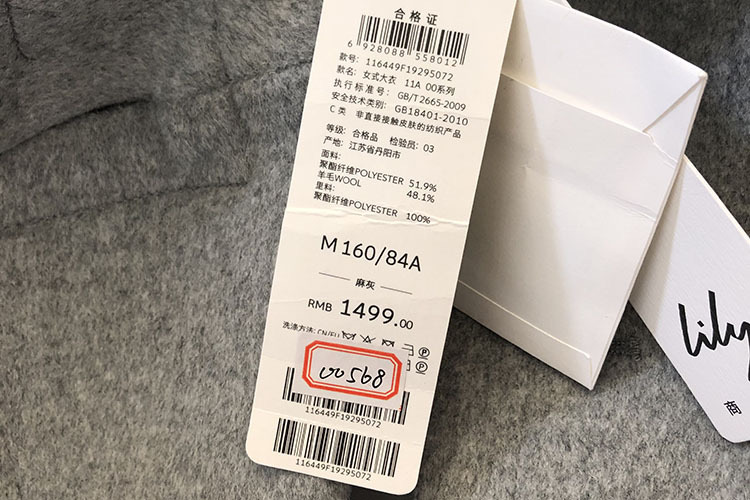 合格证
6 928088 558012
款号: 116449F19295072
款名: 女式大衣 11A 00系列
执行标准号: GB/T2665-2009
安全技术类别: GB18401-2010
C 类 非直接接触皮肤的纺织产品
等级: 合格品 检验员: 03
产地: 江苏省丹阳市
面料:
聚酯纤维POLYESTER 51.9%
羊毛WOOL 48.1%
里料:
聚酯纤维POLYESTER 100%
M 160/84A
麻灰
RMB 1499.00
洗涤方法: CN/EU
00568
116449F19295072
116449F19295072
lily
商